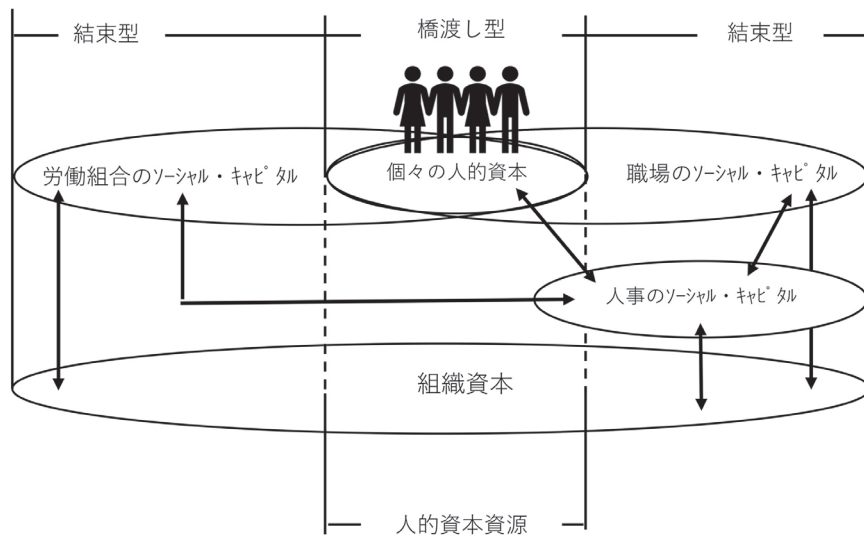 結束型
橋渡し型
結束型
労働組合のｿｰｼｬﾙ・ｷｬﾋﾟﾀﾙ
個々の人的資本
職場のｿｰｼｬﾙ・ｷｬﾋﾟﾀﾙ
人事のｿｰｼｬﾙ・ｷｬﾋﾟﾀﾙ
組織資本
人的資本資源